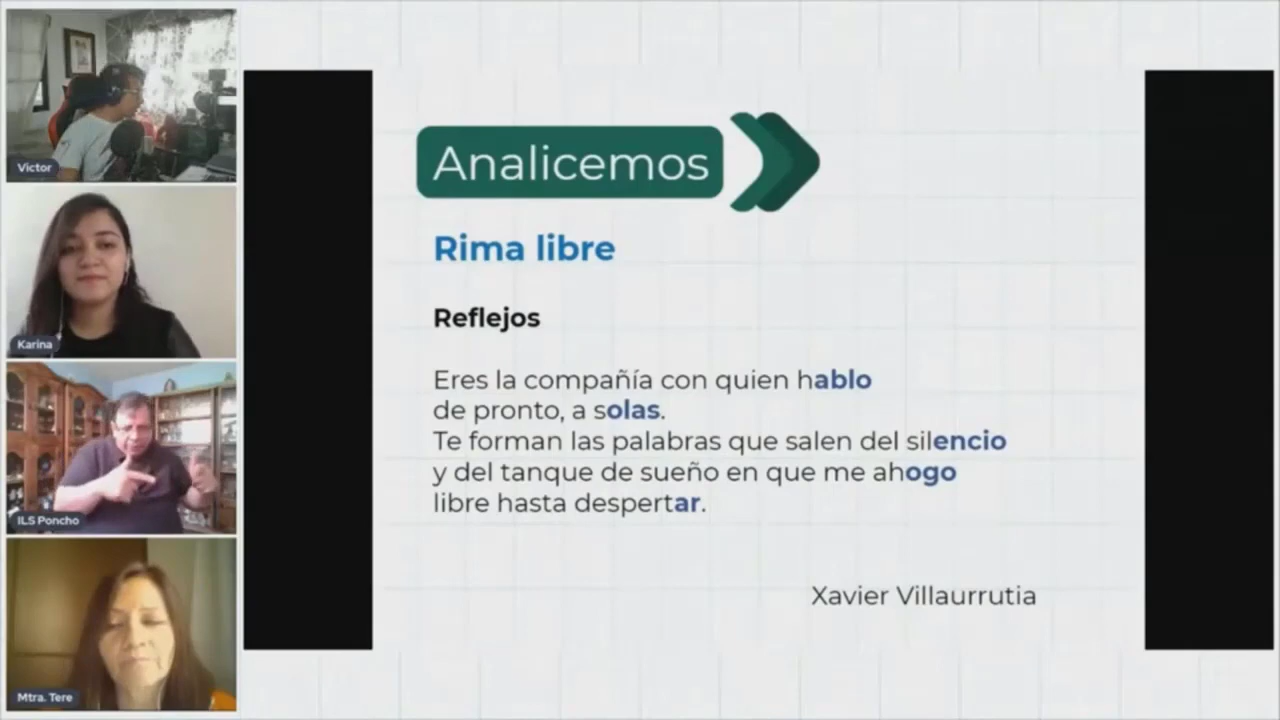 Victor
Karina
ILS Poncho
Mtra. Tere
Analicemos
Rima libre
Reflejos
Eres la compañía con quien hablo
de pronto, a solas.
Te forman las palabras que salen del silencio
y del tanque de sueño en que me ahogo
libre hasta despertar.
Xavier Villaurrutia